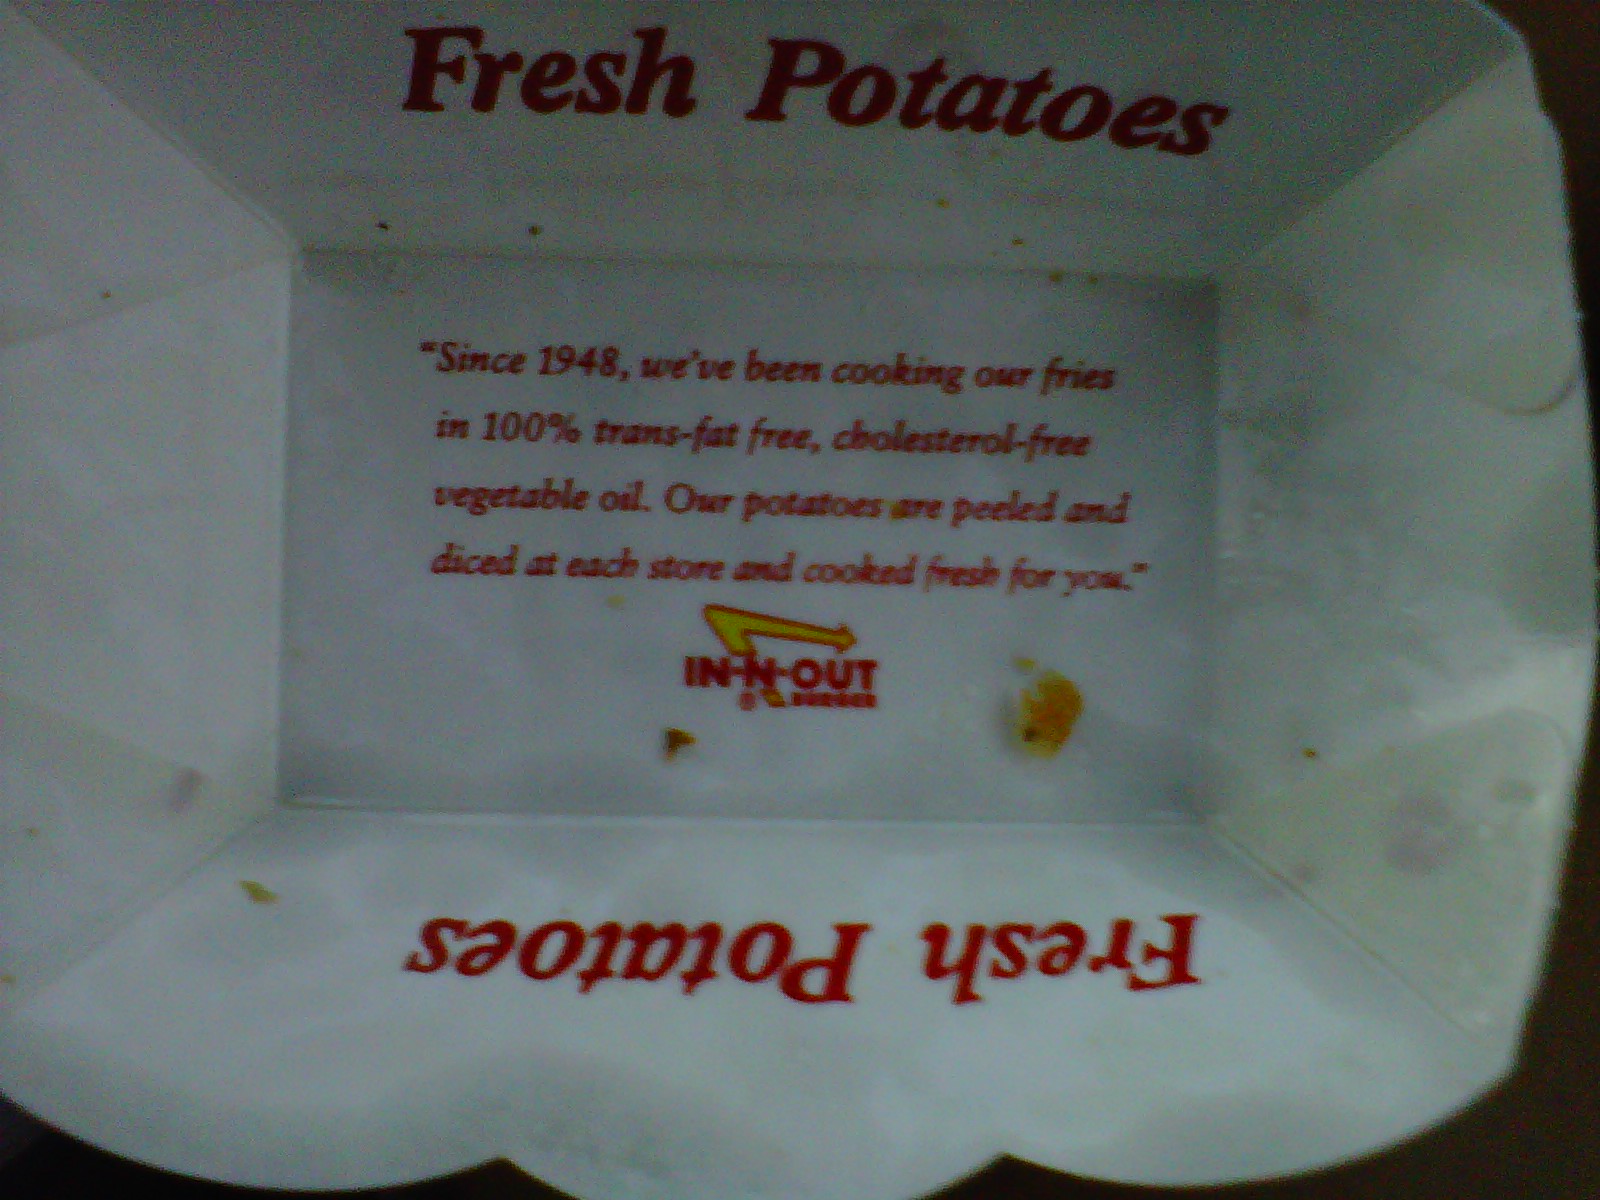 Fresh Potatoes
"Since 1948, we've been cooking our fries
in 100% trans-fat free, cholesterol-free
vegetable oil. Our potatoes are peeled and
diced at each store and cooked fresh for you."
IN-N-OUT
® BURGER
Fresh Potatoes